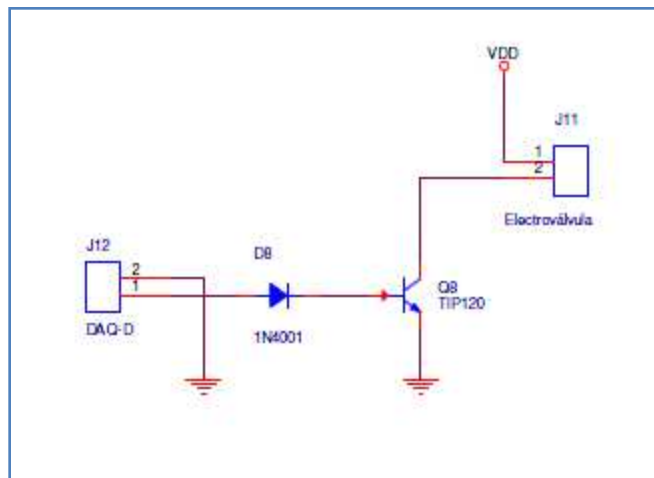 VDD
J11
1
2
Electroválvula
J12
2
1
DAQ-D
D8
1N4001
Q8
TIP120